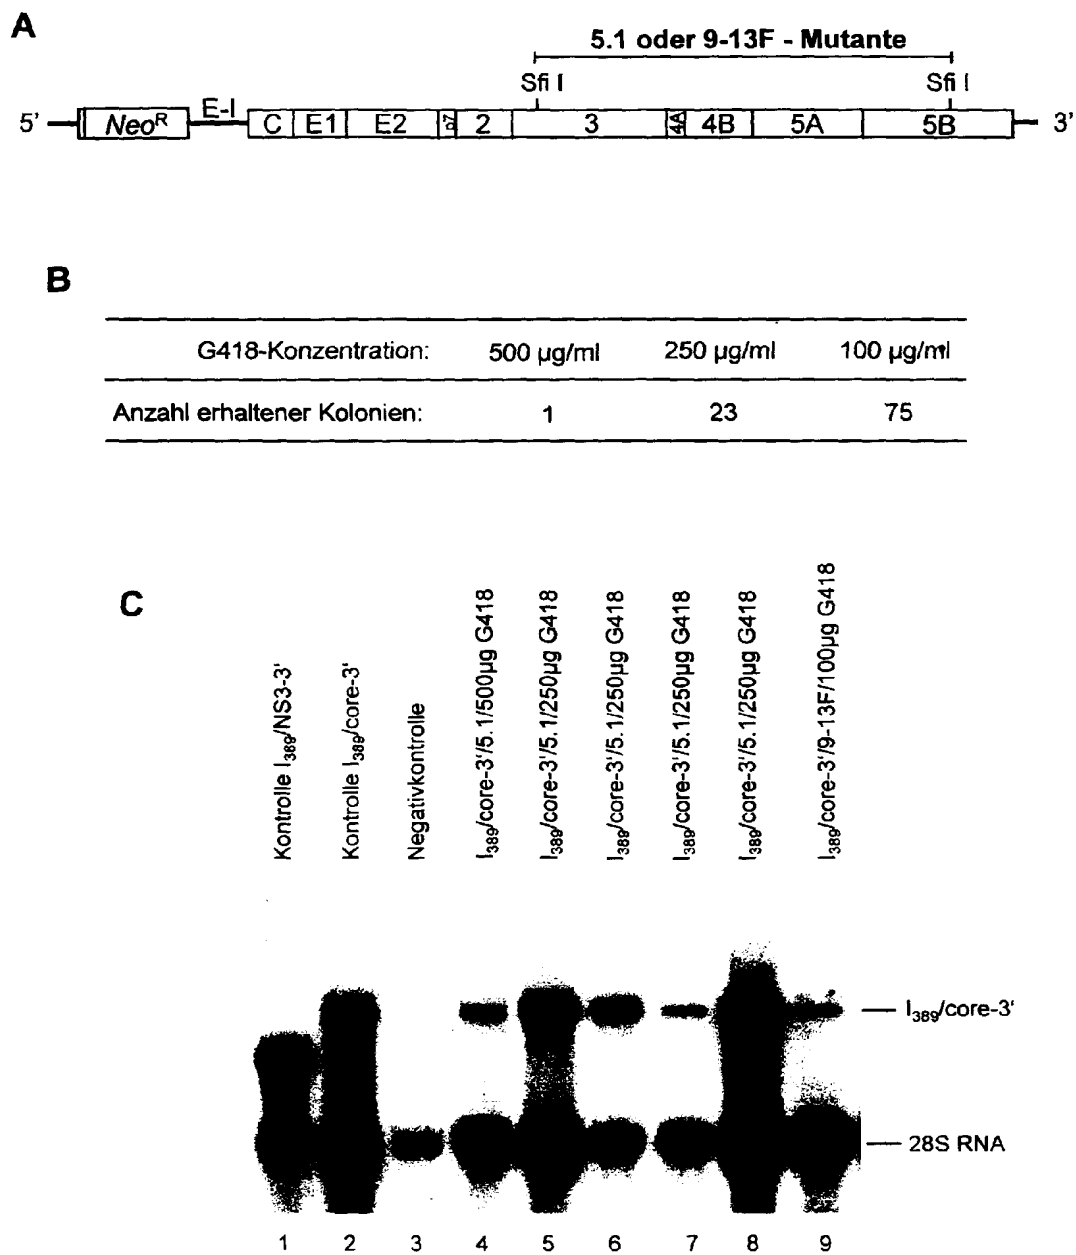 A
5.1 oder 9-13F - Mutante
Sfi I Sfi I
5' Neo^R E-I C E1 E2 p7 2 3 4A 4B 5A 5B 3'
B
G418-Konzentration: 500 µg/ml 250 µg/ml 100 µg/ml
Anzahl erhaltener Kolonien: 1 23 75
C
Kontrolle I₃₈₉/NS3-3'
Kontrolle I₃₈₉/core-3'
Negativkontrolle
I₃₈₉/core-3'/5.1/500µg G418
I₃₈₉/core-3'/5.1/250µg G418
I₃₈₉/core-3'/5.1/250µg G418
I₃₈₉/core-3'/5.1/250µg G418
I₃₈₉/core-3'/5.1/250µg G418
I₃₈₉/core-3'/9-13F/100µg G418
I₃₈₉/core-3'
28S RNA
1 2 3 4 5 6 7 8 9